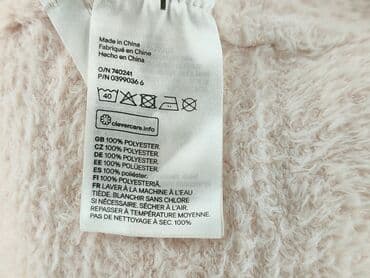 Made in China
Fabriqué en Chine
Hecho en China
O/N 740241
P/N 0399036 6
40
clevercare.info
GB 100% POLYESTER.
CZ 100% POLYESTER.
DE 100% POLYESTER.
EE 100% POLÜESTER.
ES 100% POLIÉSTER.
FI 100% POLYESTERIÄ.
FR LAVER À LA MACHINE À L'EAU
TIÈDE. BLANCHIR SANS CHLORE
SI NÉCESSAIRE. SÉCHER À L'AIR.
REPASSER À TEMPÉRATURE MOYENNE.
PAS DE NETTOYAGE À SEC. 100%